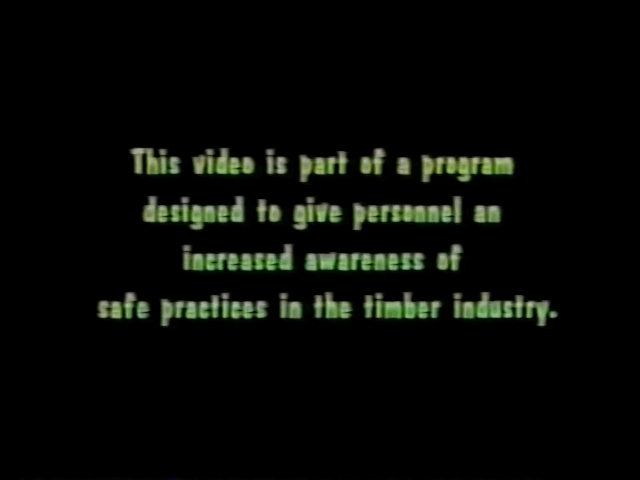 This video is part of a program
designed to give personnel an
increased awareness of
safe practices in the timber industry.